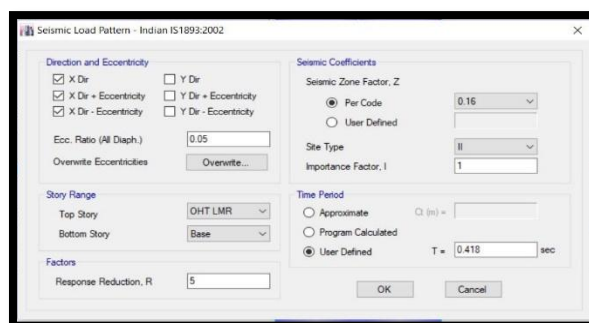 Seismic Load Pattern - Indian IS1893:2002
Direction and Eccentricity
X Dir
Y Dir
X Dir + Eccentricity
Y Dir + Eccentricity
X Dir - Eccentricity
Y Dir - Eccentricity
Ecc. Ratio (All Diaph.)
0.05
Overwrite Eccentricities
Overwrite...
Story Range
Top Story
OHT LMR
Bottom Story
Base
Factors
Response Reduction, R
5
Seismic Coefficients
Seismic Zone Factor, Z
Per Code
0.16
User Defined
Site Type
II
Importance Factor, I
1
Time Period
Approximate
Ct (m) =
Program Calculated
User Defined
T =
0.418
sec
OK
Cancel